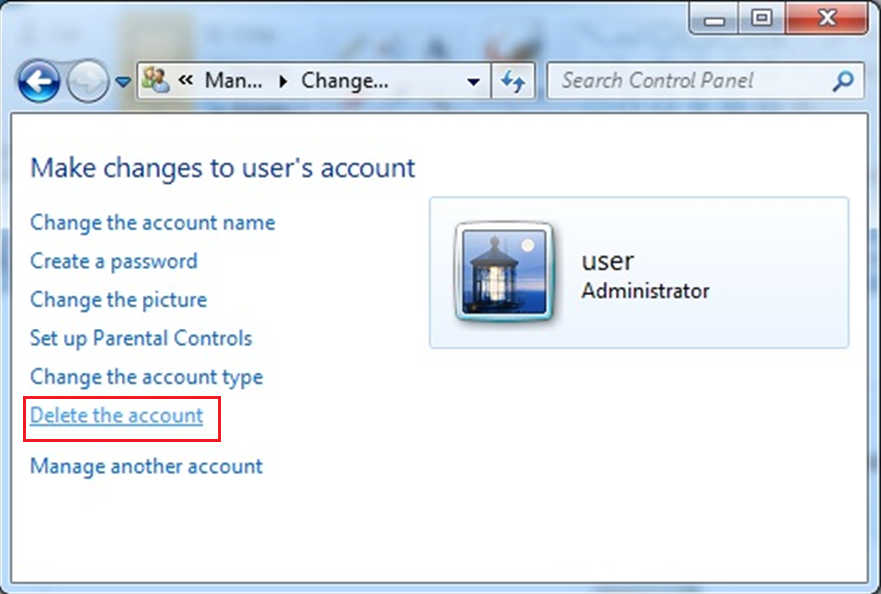 « Man... Change...
Search Control Panel
Make changes to user's account
Change the account name
Create a password
Change the picture
Set up Parental Controls
Change the account type
Delete the account
Manage another account
user
Administrator